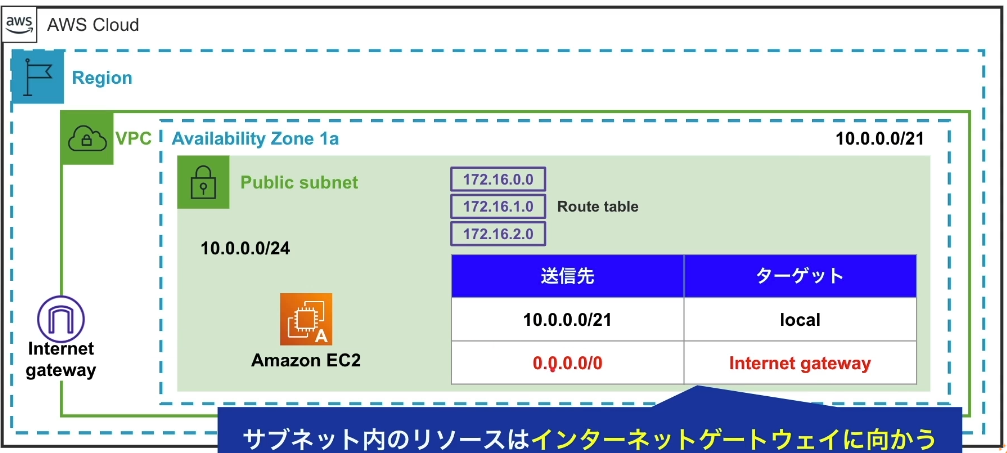 aws AWS Cloud
Region
VPC
Availability Zone 1a
10.0.0.0/21
Public subnet
172.16.0.0
172.16.1.0
172.16.2.0
Route table
10.0.0.0/24
送信先 ターゲット
10.0.0.0/21 local
0.0.0.0/0 Internet gateway
A
Amazon EC2
Internet
gateway
サブネット内のリソースはインターネットゲートウェイに向かう